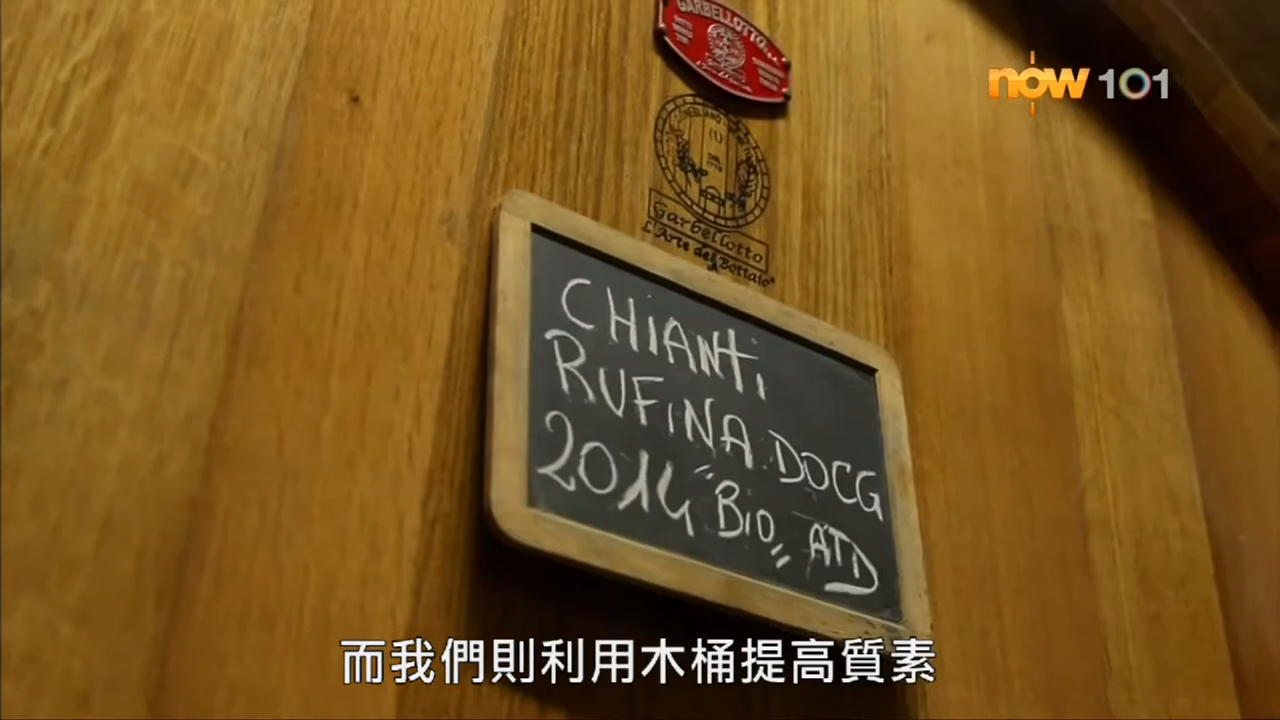 GARBELLOTTO
now 101
Garbellotto
L'Arte del Bottaio
CHIANTI
RUFINA DOCG
2014 "BIO" ATD
而我們則利用木桶提高質素